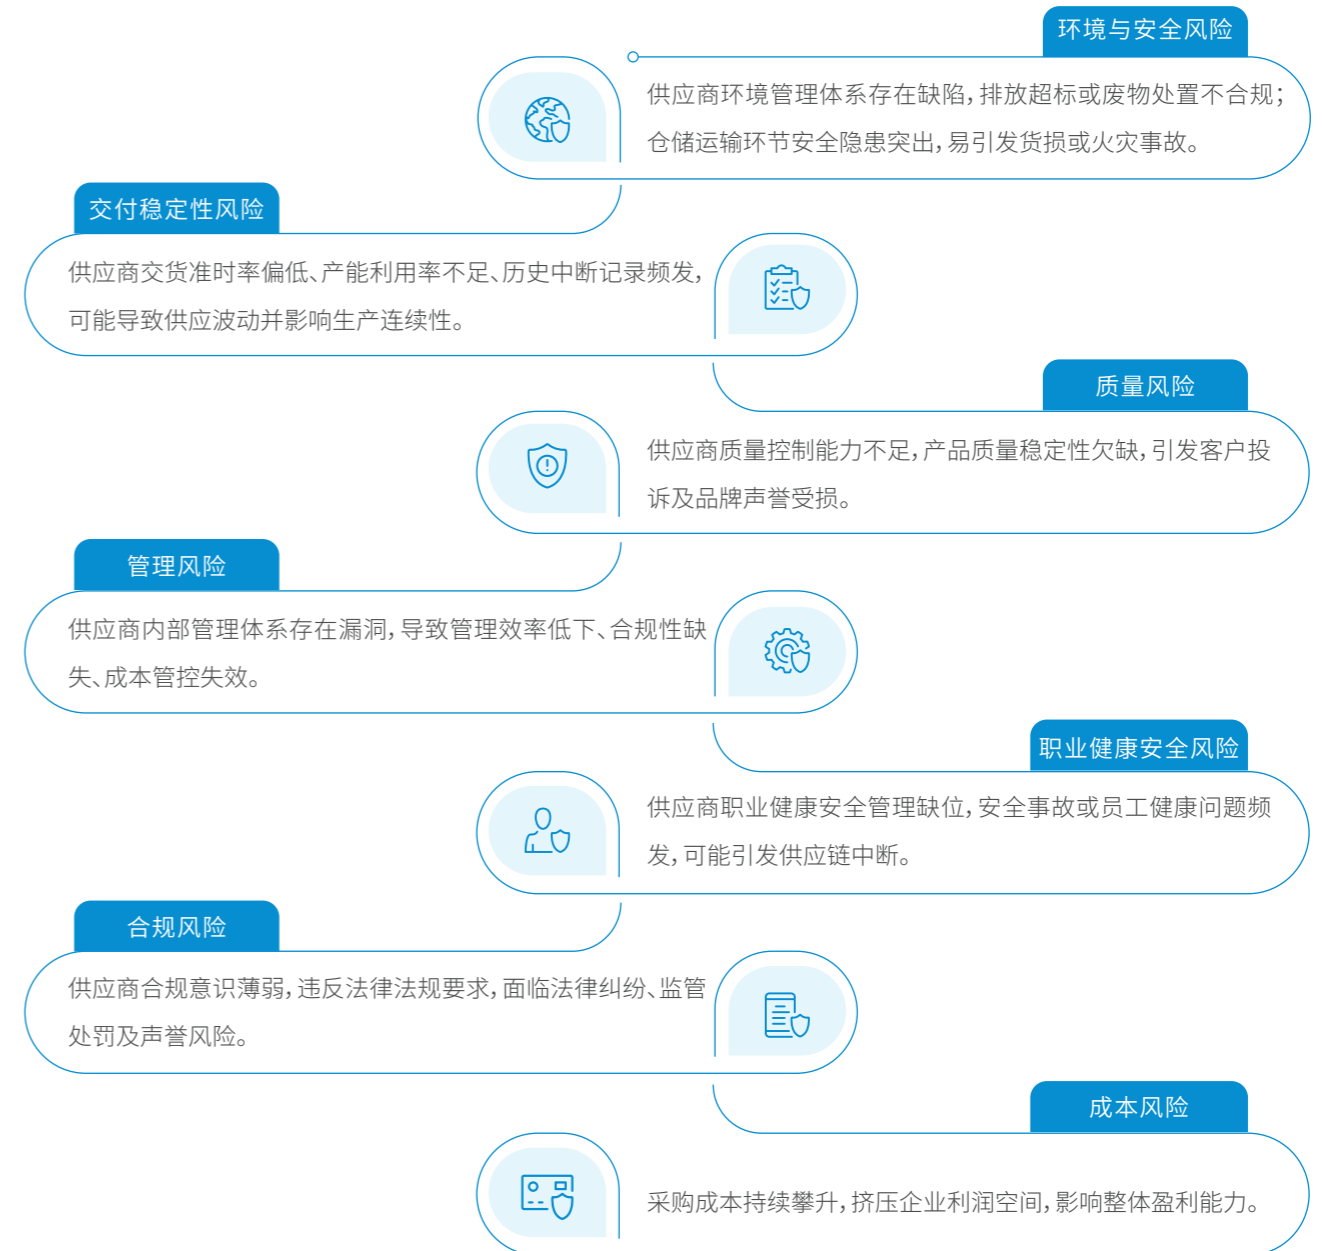 环境与安全风险
供应商环境管理体系存在缺陷，排放超标或废物处置不合规；
仓储运输环节安全隐患突出，易引发货损或火灾事故。
交付稳定性风险
供应商交货准时率偏低、产能利用率不足、历史中断记录频发，
可能导致供应波动并影响生产连续性。
质量风险
供应商质量控制能力不足，产品质量稳定性欠缺，引发客户投
诉及品牌声誉受损。
管理风险
供应商内部管理体系存在漏洞，导致管理效率低下、合规性缺
失、成本管控失效。
职业健康安全风险
供应商职业健康安全管理缺位，安全事故或员工健康问题频
发，可能引发供应链中断。
合规风险
供应商合规意识薄弱，违反法律法规要求，面临法律纠纷、监管
处罚及声誉风险。
成本风险
采购成本持续攀升，挤压企业利润空间，影响整体盈利能力。